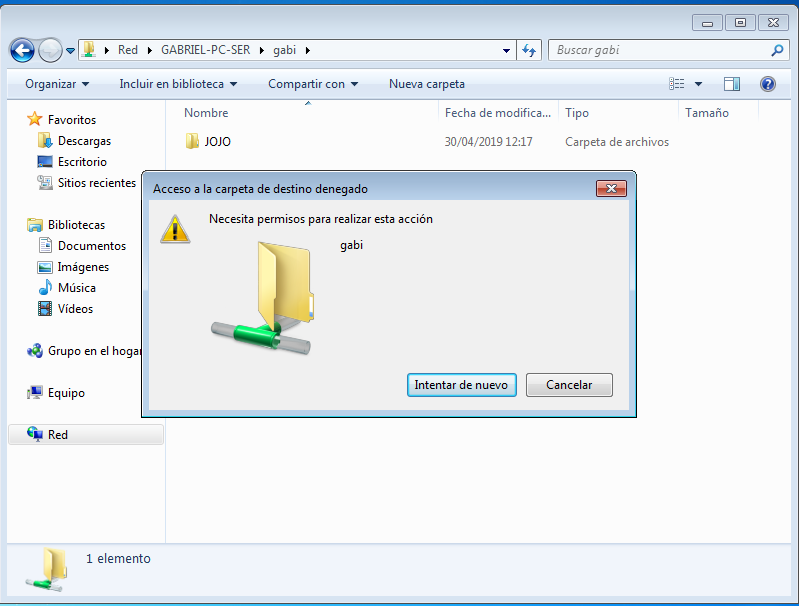 Red GABRIEL-PC-SER gabi
Buscar gabi
Organizar Incluir en biblioteca Compartir con Nueva carpeta
Nombre Fecha de modifica... Tipo Tamaño
JOJO 30/04/2019 12:17 Carpeta de archivos
Favoritos
Descargas
Escritorio
Sitios recientes
Bibliotecas
Documentos
Imágenes
Música
Vídeos
Grupo en el hogar
Equipo
Red
Acceso a la carpeta de destino denegado
Necesita permisos para realizar esta acción
gabi
Intentar de nuevo Cancelar
1 elemento